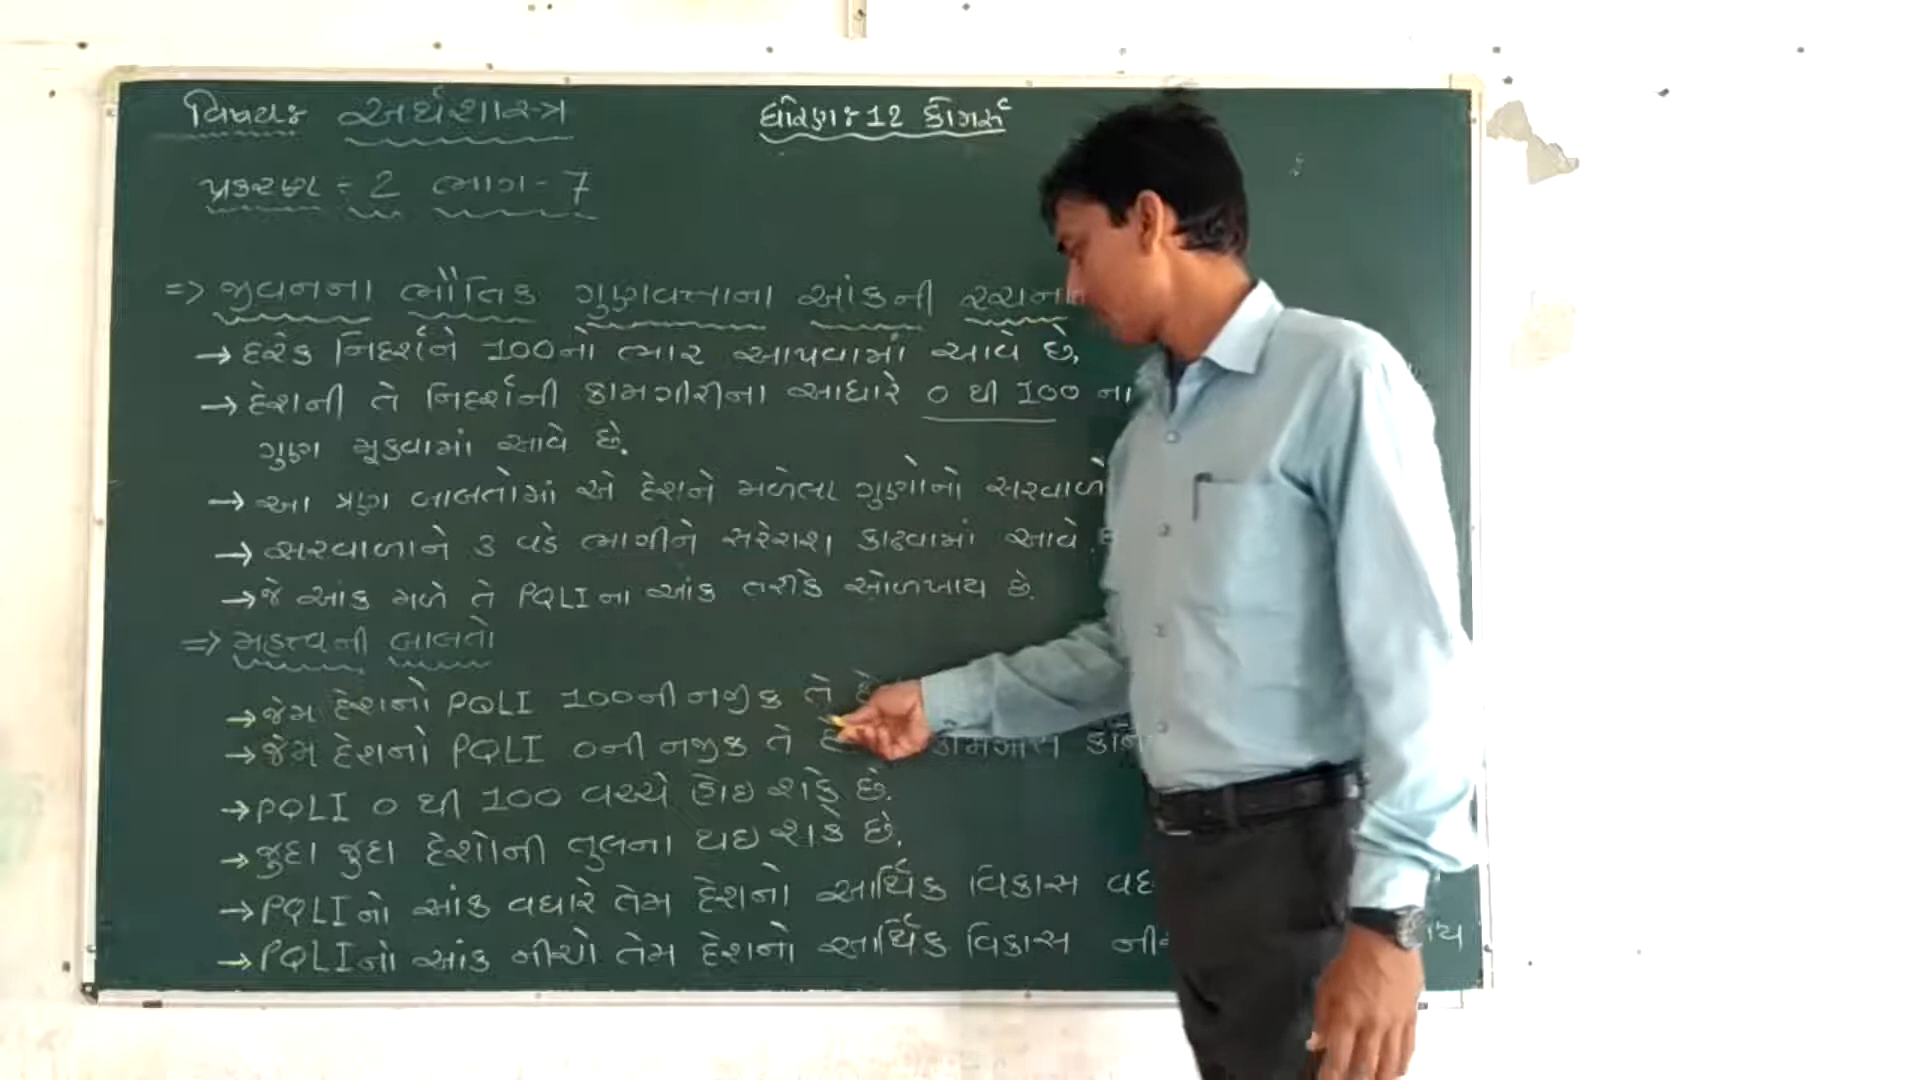 વિષયઃ અર્થશાસ્ત્ર
ધોરણઃ 12 કોમર્સ
પ્રકરણ : 2 ભાગ - 7
=> જીવનના ભૌતિક ગુણવત્તાના આંકની રચના
→ દરેક નિદર્શને 100નો ભાર આપવામાં આવે છે.
→ દેશની તે નિદર્શની કામગીરીના આધારે 0 થી 100 ના
ગુણ મૂકવામાં આવે છે.
→ આ ત્રણ બાબતોમાં એ દેશને મળેલા ગુણોનો સરવાળો
→ સરવાળાને 3 વડે ભાગીને સરેરાશ કાઢવામાં આવે
→ જે આંક મળે તે PQLIના આંક તરીકે ઓળખાય છે.
=> મહત્ત્વની બાબતો
→ જેમ દેશનો PQLI 100ની નજીક તે
→ જેમ દેશનો PQLI 0ની નજીક તે
→ PQLI 0 થી 100 વચ્ચે હોઇ શકે છે.
→ જુદા જુદા દેશોની તુલના થઇ શકે છે.
→ PQLIનો આંક વધારે તેમ દેશનો આર્થિક વિકાસ
→ PQLIનો આંક નીચો તેમ દેશનો આર્થિક વિકાસ